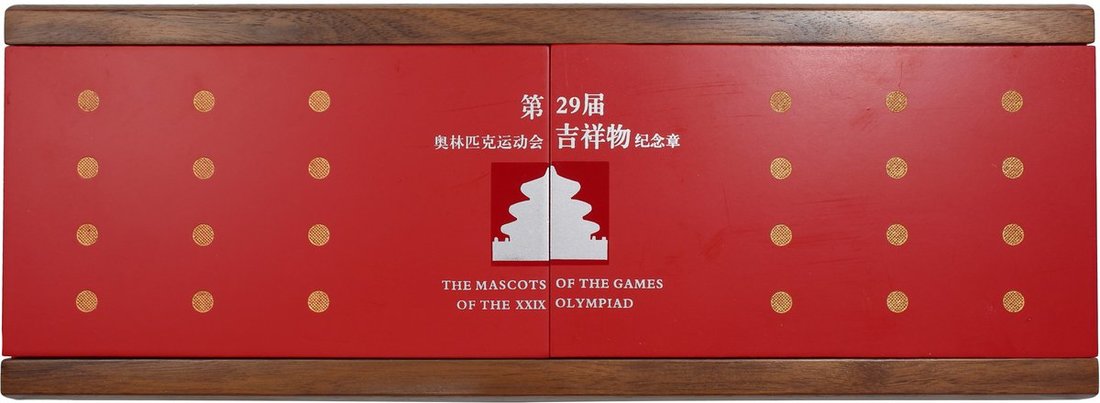 第29届
奥林匹克运动会吉祥物纪念章
THE MASCOTS OF THE GAMES
OF THE XXIX OLYMPIAD